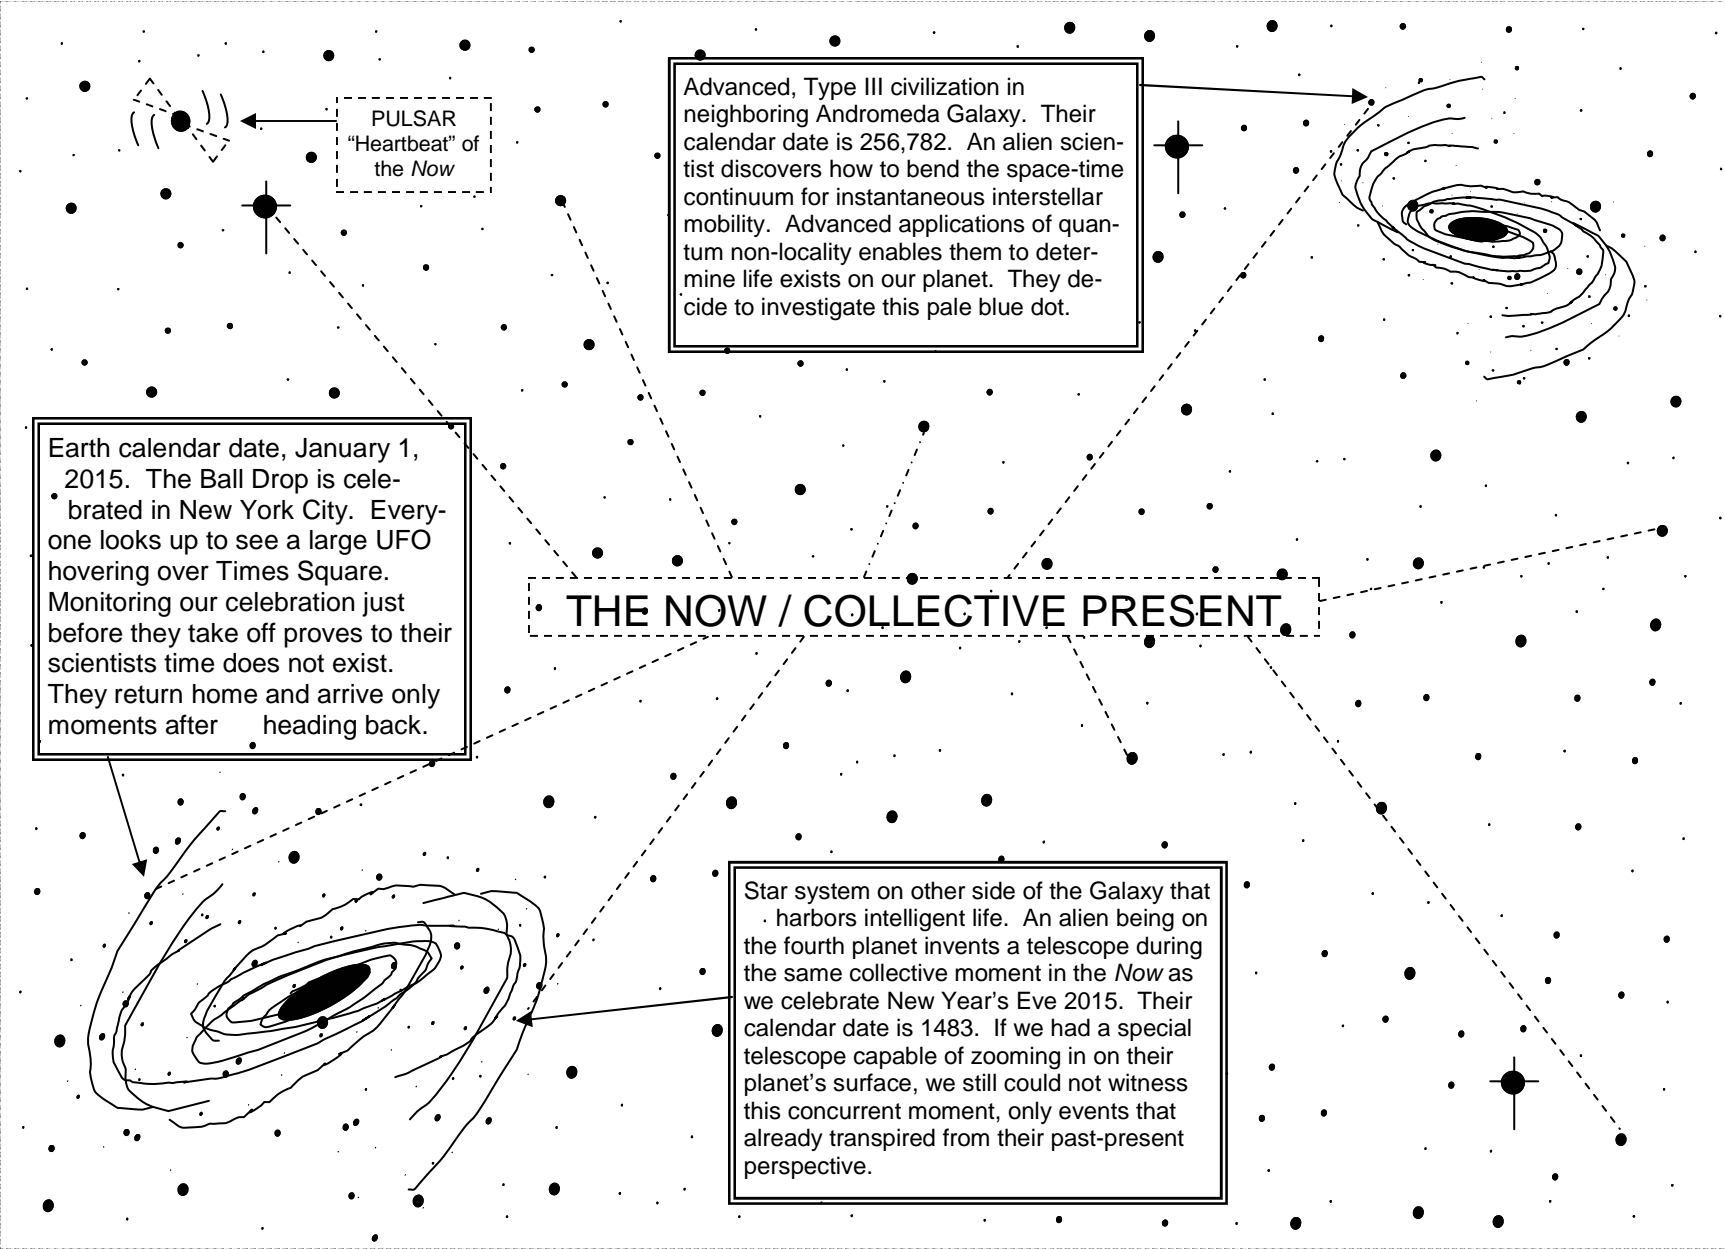 PULSAR
“Heartbeat” of
the Now
Advanced, Type III civilization in
neighboring Andromeda Galaxy.  Their
calendar date is 256,782.  An alien scien-
tist discovers how to bend the space-time
continuum for instantaneous interstellar
mobility.  Advanced applications of quan-
tum non-locality enables them to deter-
mine life exists on our planet.  They de-
cide to investigate this pale blue dot.
Earth calendar date, January 1,
2015.  The Ball Drop is cele-
brated in New York City.  Every-
one looks up to see a large UFO
hovering over Times Square.
Monitoring our celebration just
before they take off proves to their
scientists time does not exist.
They return home and arrive only
moments after heading back.
THE NOW / COLLECTIVE PRESENT
Star system on other side of the Galaxy that
harbors intelligent life.  An alien being on
the fourth planet invents a telescope during
the same collective moment in the Now as
we celebrate New Year’s Eve 2015.  Their
calendar date is 1483.  If we had a special
telescope capable of zooming in on their
planet’s surface, we still could not witness
this concurrent moment, only events that
already transpired from their past-present
perspective.